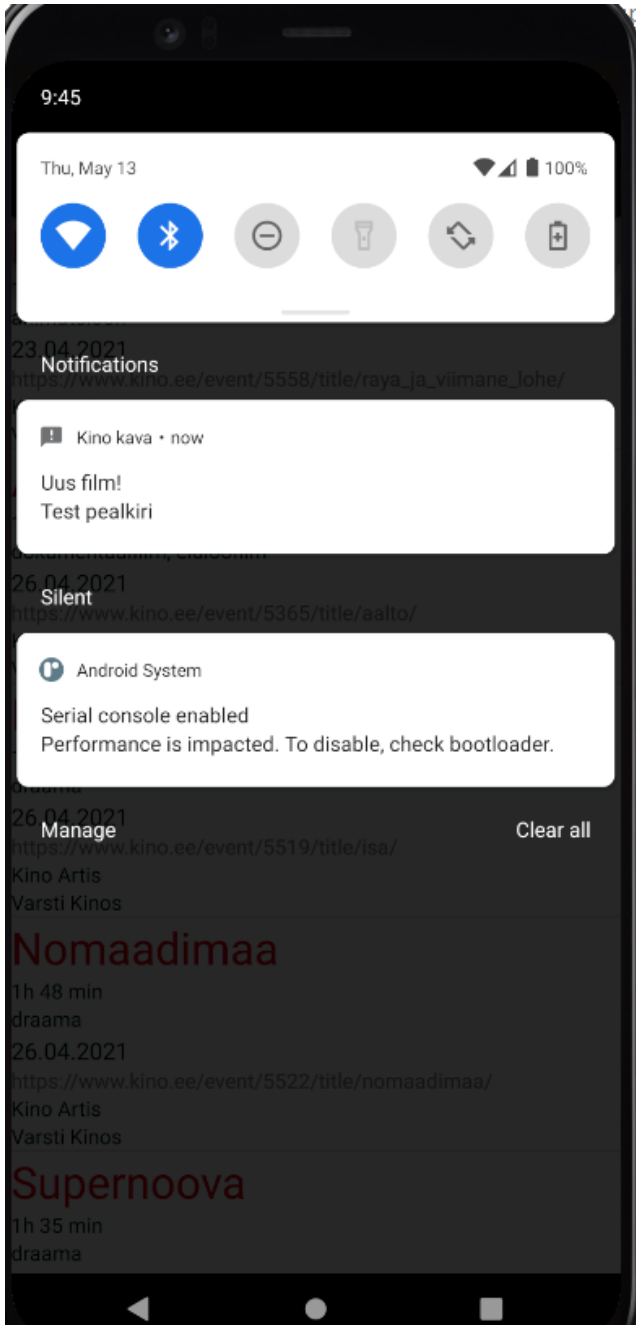 9:45
Thu, May 13
100%
23.04.2021
Notifications
https://www.kino.ee/event/5558/title/raya_ja_viimane_lohe/
Kino kava • now
Uus film!
Test pealkiri
26.04.2021
Silent
https://www.kino.ee/event/5365/title/aalto/
Android System
Serial console enabled
Performance is impacted. To disable, check bootloader.
draama
26.04.2021
Manage
Clear all
https://www.kino.ee/event/5519/title/isa/
Kino Artis
Varsti Kinos
Nomaadimaa
1h 48 min
draama
26.04.2021
https://www.kino.ee/event/5522/title/nomaadimaa/
Kino Artis
Varsti Kinos
Supernoova
1h 35 min
draama